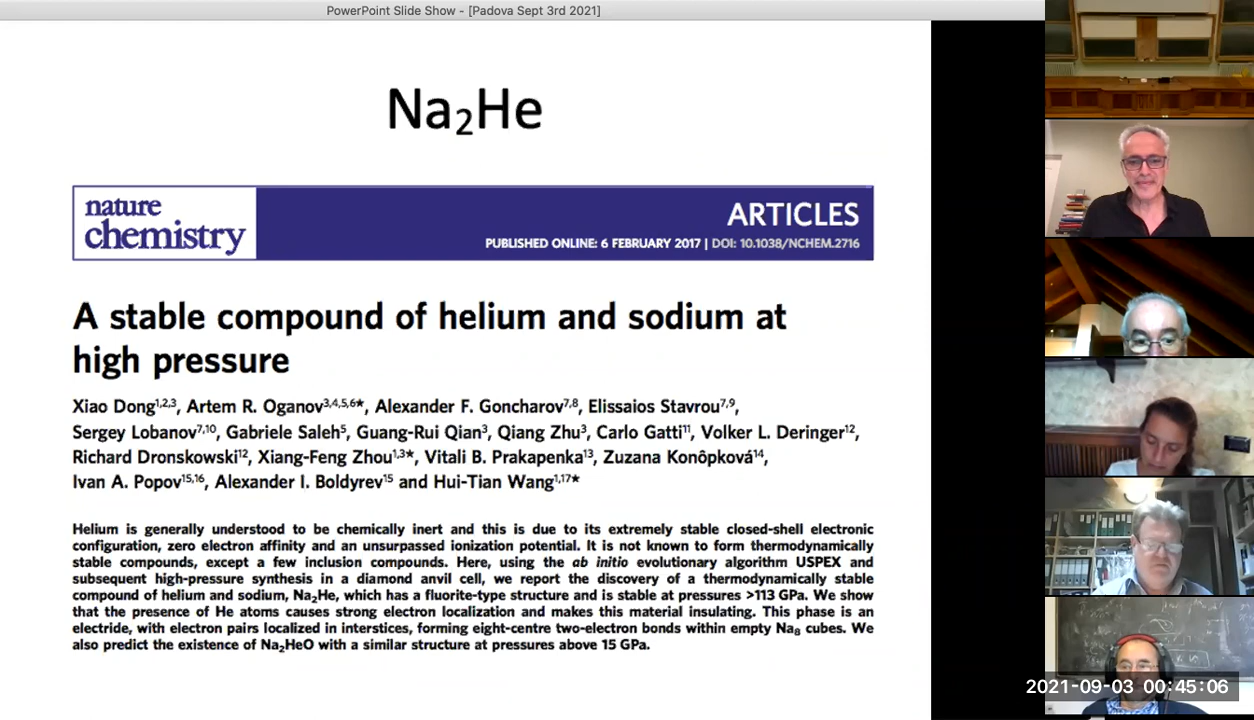 PowerPoint Slide Show - [Padova Sept 3rd 2021]
Na₂He
nature
chemistry
ARTICLES
PUBLISHED ONLINE: 6 FEBRUARY 2017 | DOI: 10.1038/NCHEM.2716
A stable compound of helium and sodium at
high pressure
Xiao Dong1,2,3, Artem R. Oganov3,4,5,6★, Alexander F. Goncharov7,8, Elissaios Stavrou7,9,
Sergey Lobanov7,10, Gabriele Saleh5, Guang-Rui Qian3, Qiang Zhu3, Carlo Gatti11, Volker L. Deringer12,
Richard Dronskowski12, Xiang-Feng Zhou1,3★, Vitali B. Prakapenka13, Zuzana Konôpková14,
Ivan A. Popov15,16, Alexander I. Boldyrev15 and Hui-Tian Wang1,17★
Helium is generally understood to be chemically inert and this is due to its extremely stable closed-shell electronic
configuration, zero electron affinity and an unsurpassed ionization potential. It is not known to form thermodynamically
stable compounds, except a few inclusion compounds. Here, using the ab initio evolutionary algorithm USPEX and
subsequent high-pressure synthesis in a diamond anvil cell, we report the discovery of a thermodynamically stable
compound of helium and sodium, Na₂He, which has a fluorite-type structure and is stable at pressures >113 GPa. We show
that the presence of He atoms causes strong electron localization and makes this material insulating. This phase is an
electride, with electron pairs localized in interstices, forming eight-centre two-electron bonds within empty Na₈ cubes. We
also predict the existence of Na₂HeO with a similar structure at pressures above 15 GPa.
2021-09-03 00:45:06